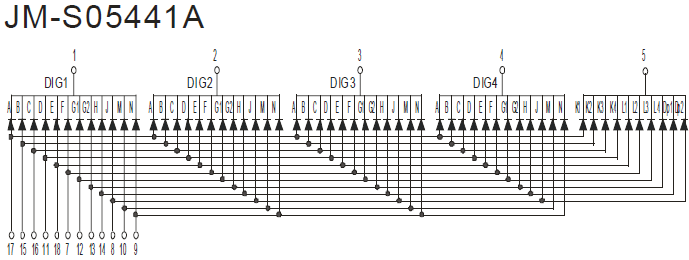 JM-S05441A
1 2 3 4 5
DIG1 DIG2 DIG3 DIG4
A B C D E F G1 G2 H J M N A B C D E F G1 G2 H J M N A B C D E F G1 G2 H J M N A B C D E F G1 G2 H J M N K1 K2 K3 K4 L1 L2 L3 L4 Dp1 Dp2
17 15 16 11 18 7 12 13 14 8 10 9